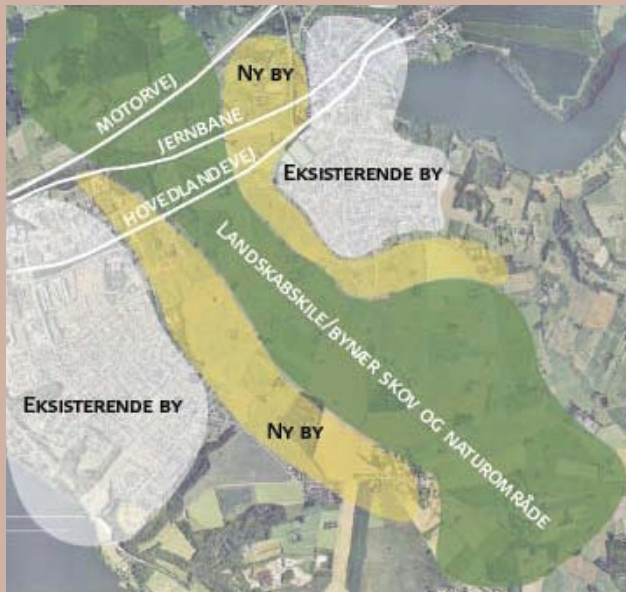 NY BY
MOTORVEJ
JERNBANE
EKSISTERENDE BY
HOVEDLANDEVEJ
LANDSKABSKILE/BYNÆR SKOV OG NATUROMRÅDE
EKSISTERENDE BY
NY BY